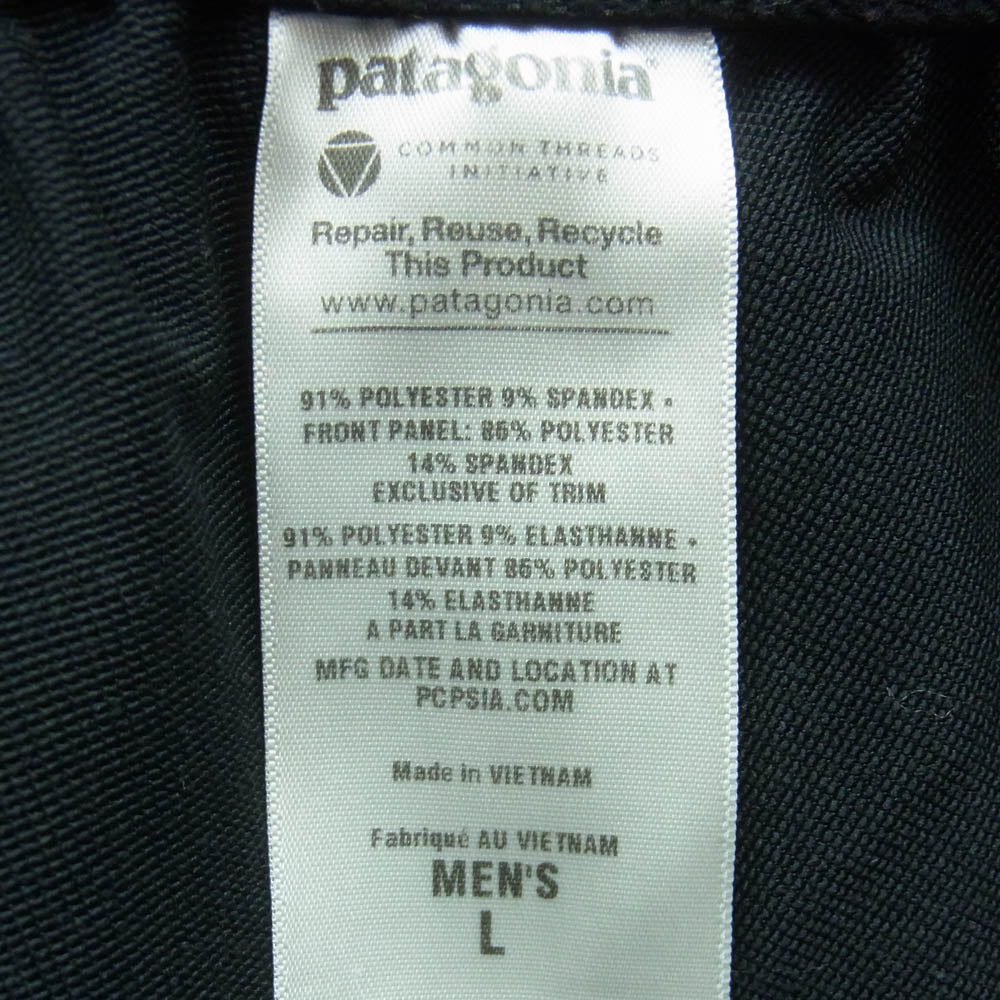 patagonia®
COMMON THREADS
INITIATIVE
Repair, Reuse, Recycle
This Product
www.patagonia.com
91% POLYESTER 9% SPANDEX •
FRONT PANEL: 86% POLYESTER
14% SPANDEX
EXCLUSIVE OF TRIM
91% POLYESTER 9% ELASTHANNE •
PANNEAU DEVANT 86% POLYESTER
14% ELASTHANNE
A PART LA GARNITURE
MFG DATE AND LOCATION AT
PCPSIA.COM
Made in VIETNAM
Fabriqué AU VIETNAM
MEN'S
L